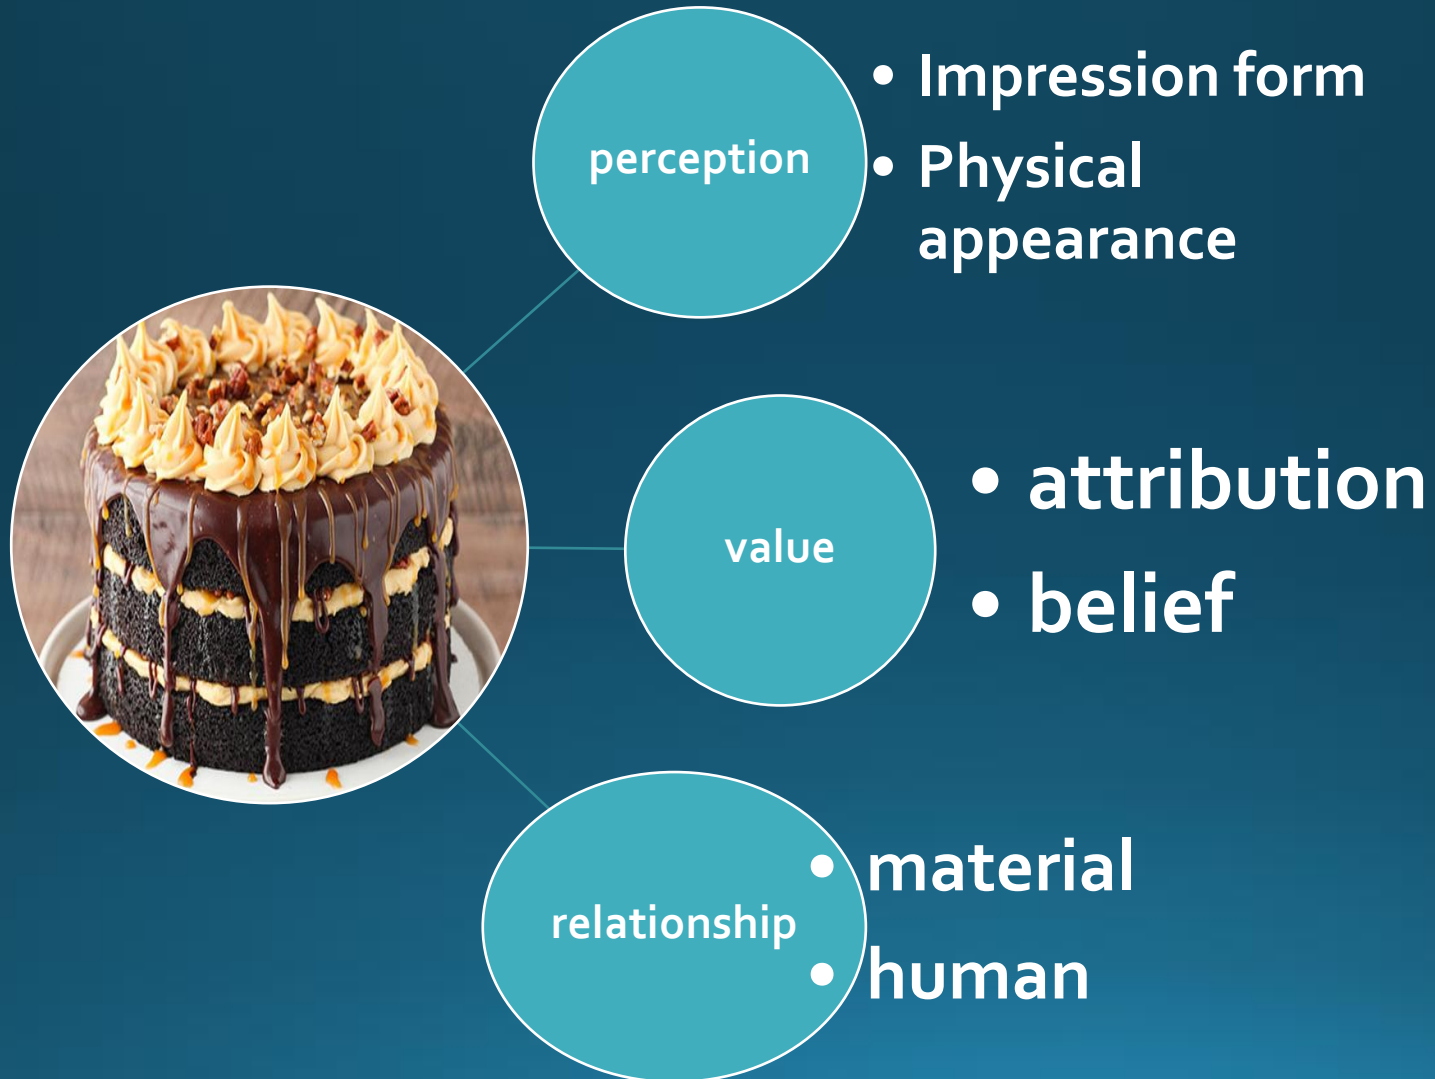 perception
• Impression form
• Physical
appearance
value
• attribution
• belief
relationship
• material
• human